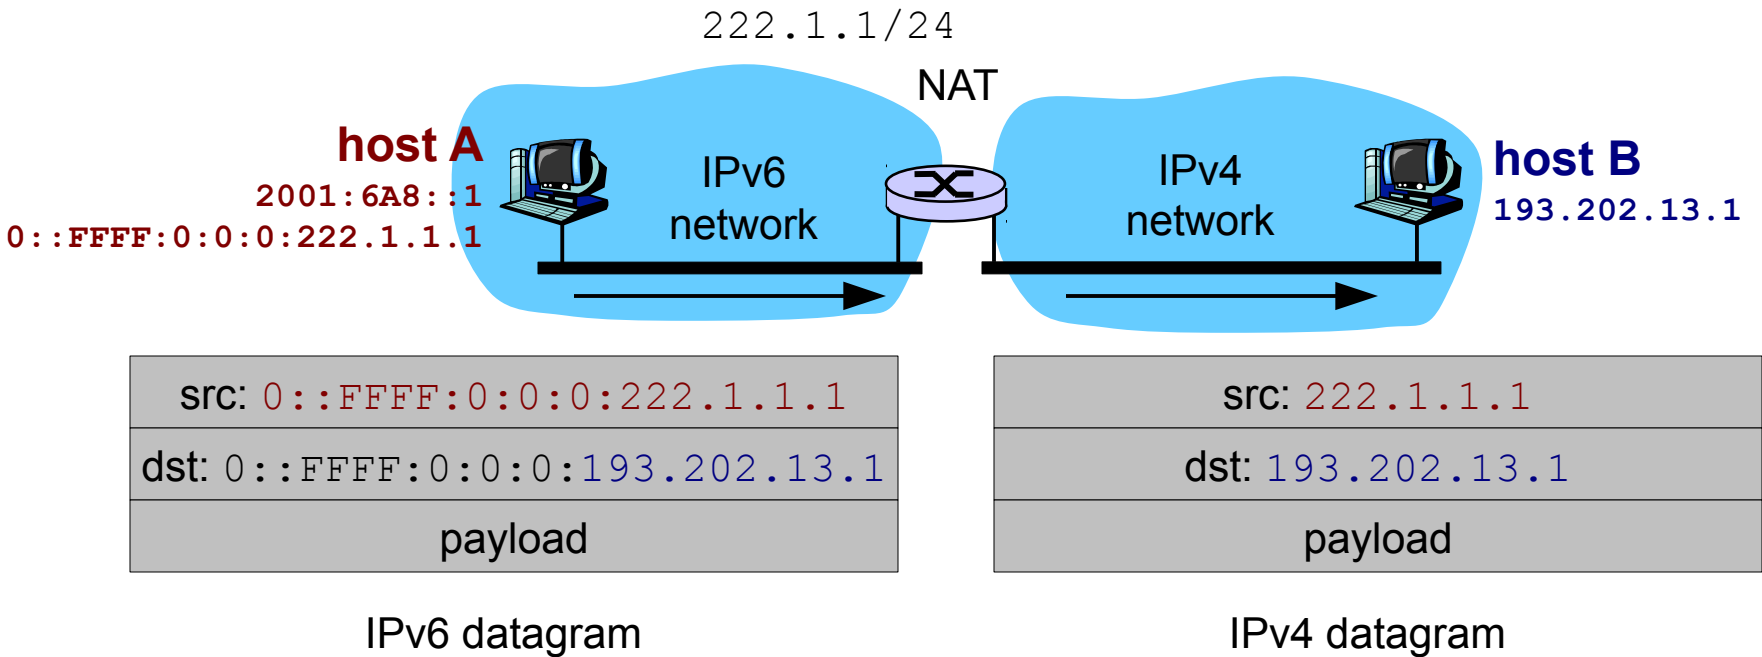 222.1.1/24
NAT
host A
2001:6A8::1
0::FFFF:0:0:0:222.1.1.1
IPv6
network
IPv4
network
host B
193.202.13.1
src: 0::FFFF:0:0:0:222.1.1.1
dst: 0::FFFF:0:0:0:193.202.13.1
payload
IPv6 datagram
src: 222.1.1.1
dst: 193.202.13.1
payload
IPv4 datagram